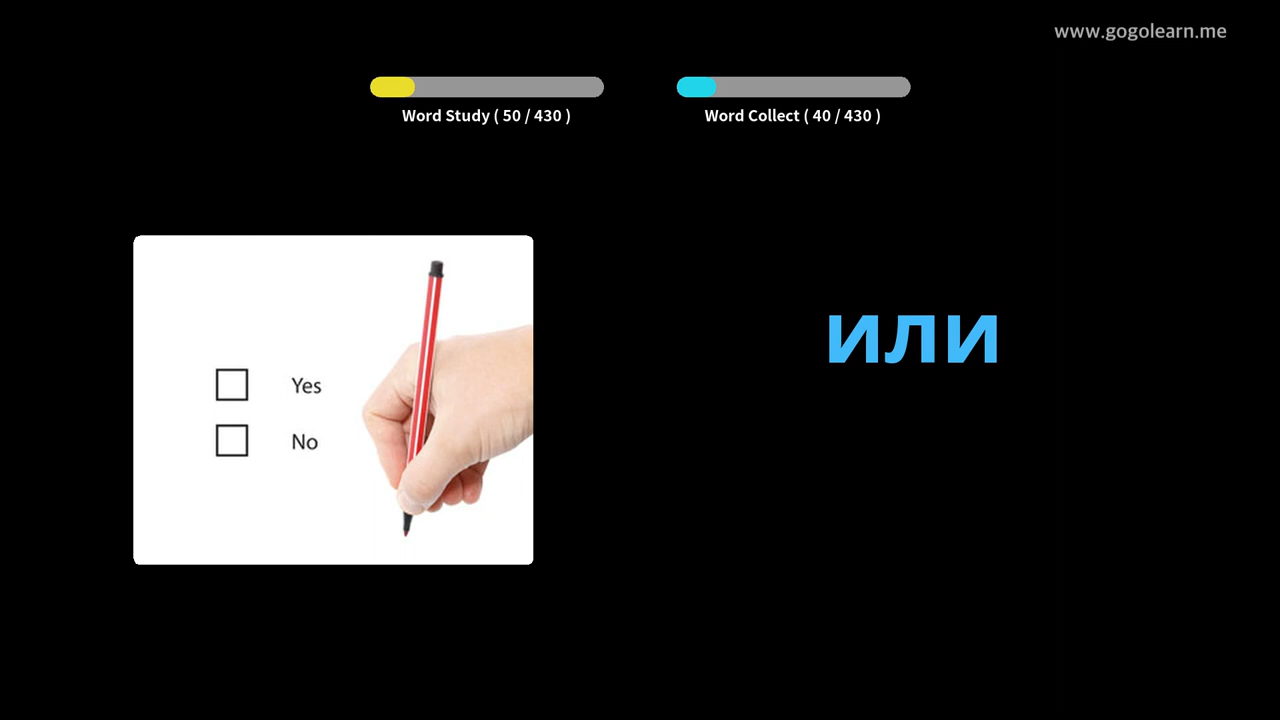 www.gogolearn.me
Word Study ( 50 / 430 )
Word Collect ( 40 / 430 )
Yes
No
или